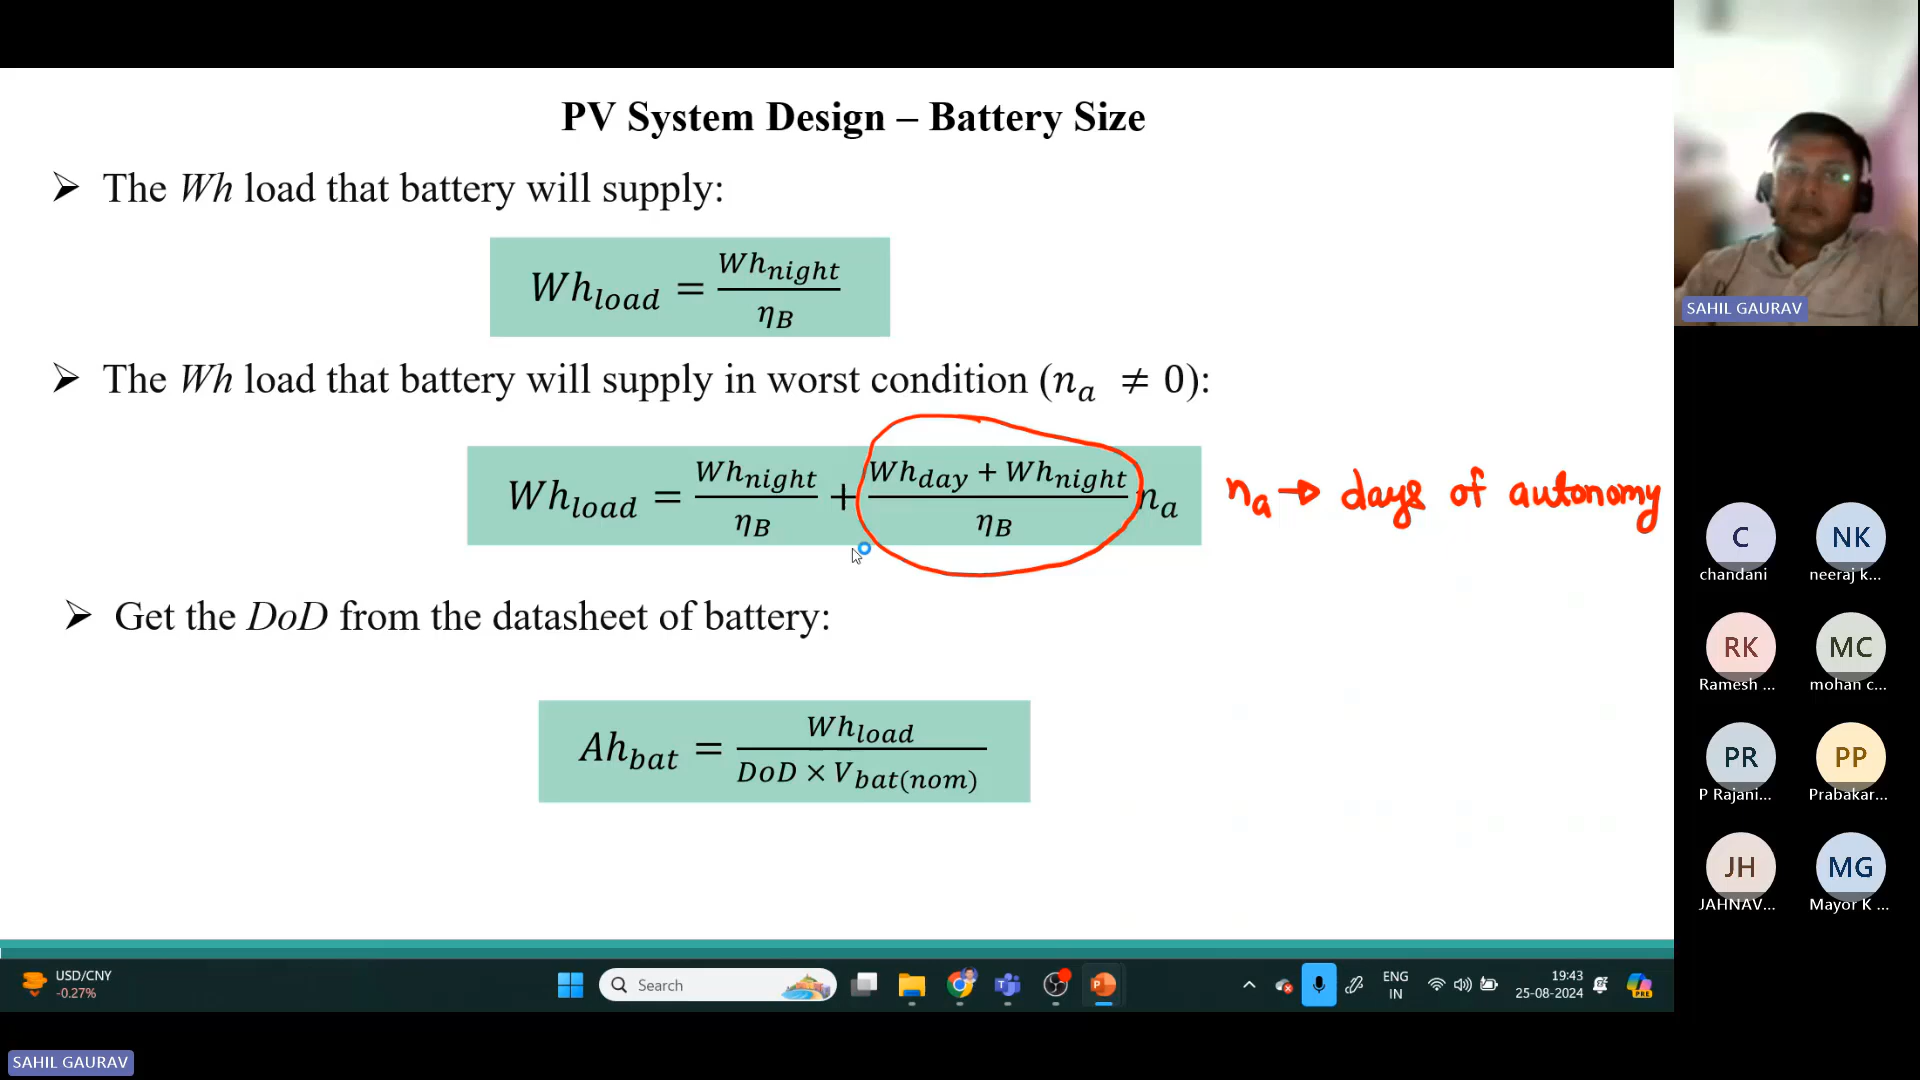 PV System Design – Battery Size
➢ The Wh load that battery will supply:
Wh_load = Wh_night / η_B
➢ The Wh load that battery will supply in worst condition (n_a ≠ 0):
Wh_load = Wh_night / η_B + (Wh_day + Wh_night) / η_B n_a
n_a → days of autonomy
➢ Get the DoD from the datasheet of battery:
Ah_bat = Wh_load / (DoD × V_bat(nom))
SAHIL GAURAV
C
NK
chandani
neeraj k...
RK
MC
Ramesh ...
mohan c...
PR
PP
P Rajani...
Prabakar...
JH
MG
JAHNAV...
Mayor K ...
USD/CNY
-0.27%
Search
ENG
IN
19:43
25-08-2024
PRE
SAHIL GAURAV